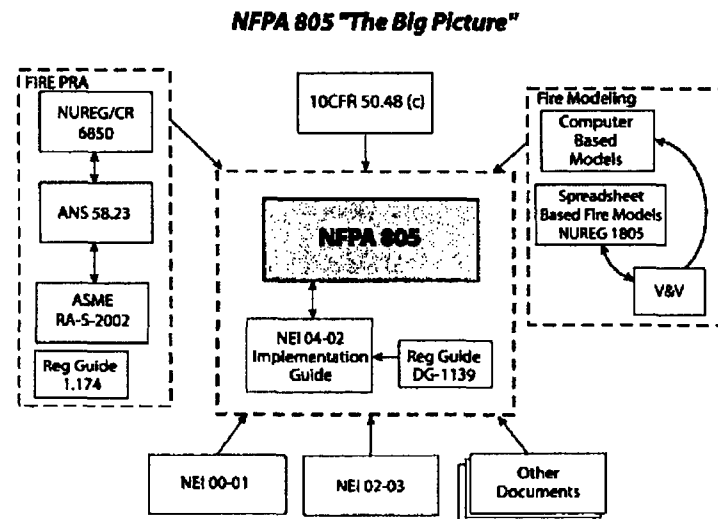 NFPA 805 "The Big Picture"
FIRE PRA
NUREG/CR
6850
ANS 58.23
ASME
RA-S-2002
Reg Guide
1.174
10CFR 50.48 (c)
NFPA 805
NEI 04-02
Implementation
Guide
Reg Guide
DG-1139
Fire Modeling
Computer
Based
Models
Spreadsheet
Based Fire Models
NUREG 1805
V&V
NEI 00-01
NEI 02-03
Other
Documents